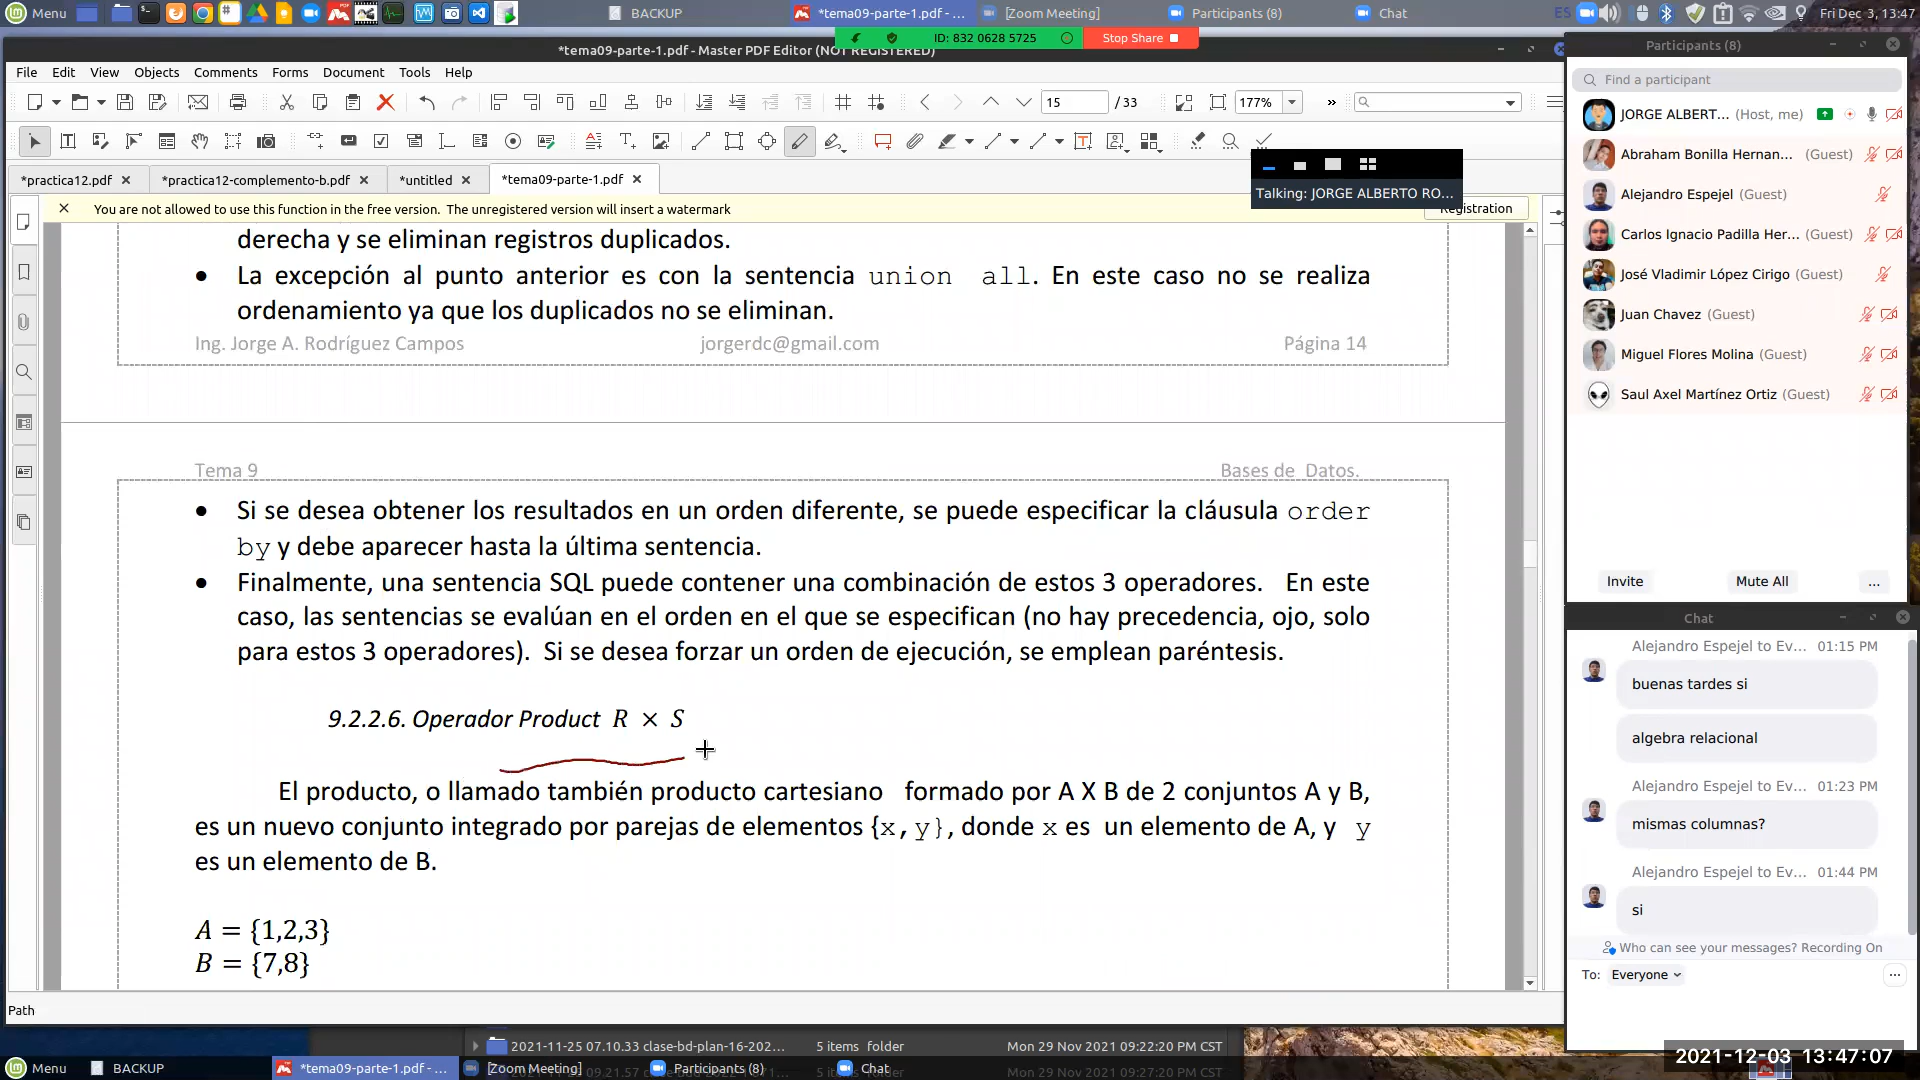 Menu
BACKUP
*tema09-parte-1.pdf - ...
[Zoom Meeting]
Participants (8)
Chat
ES
Fri Dec 3, 13:47
ID: 832 0628 5725
Stop Share
*tema09-parte-1.pdf - Master PDF Editor (NOT REGISTERED)
File Edit View Objects Comments Forms Document Tools Help
15 / 33
177%
*practica12.pdf
*practica12-complemento-b.pdf
*untitled
*tema09-parte-1.pdf
Talking: JORGE ALBERTO RO...
You are not allowed to use this function in the free version. The unregistered version will insert a watermark
Registration
derecha y se eliminan registros duplicados.
• La excepción al punto anterior es con la sentencia union all. En este caso no se realiza
ordenamiento ya que los duplicados no se eliminan.
Ing. Jorge A. Rodríguez Campos jorgerdc@gmail.com Página 14
Tema 9 Bases de Datos.
• Si se desea obtener los resultados en un orden diferente, se puede especificar la cláusula order
by y debe aparecer hasta la última sentencia.
• Finalmente, una sentencia SQL puede contener una combinación de estos 3 operadores. En este
caso, las sentencias se evalúan en el orden en el que se especifican (no hay precedencia, ojo, solo
para estos 3 operadores). Si se desea forzar un orden de ejecución, se emplean paréntesis.
9.2.2.6. Operador Product R × S
El producto, o llamado también producto cartesiano formado por A X B de 2 conjuntos A y B,
es un nuevo conjunto integrado por parejas de elementos {x, y}, donde x es un elemento de A, y y
es un elemento de B.
A = {1,2,3}
B = {7,8}
Path
Participants (8)
Find a participant
JORGE ALBERT... (Host, me)
Abraham Bonilla Hernan... (Guest)
Alejandro Espejel (Guest)
Carlos Ignacio Padilla Her... (Guest)
José Vladimir López Cirigo (Guest)
Juan Chavez (Guest)
Miguel Flores Molina (Guest)
Saul Axel Martínez Ortiz (Guest)
Invite
Mute All
...
Chat
Alejandro Espejel to Ev... 01:15 PM
buenas tardes si
algebra relacional
Alejandro Espejel to Ev... 01:23 PM
mismas columnas?
Alejandro Espejel to Ev... 01:44 PM
si
Who can see your messages? Recording On
To: Everyone
2021-11-25 07.10.33 clase-bd-plan-16-202... 5 items folder Mon 29 Nov 2021 09:22:20 PM CST
Menu
BACKUP
*tema09-parte-1.pdf - ...
[Zoom Meeting]
Participants (8)
Chat
2021-12-03 13:47:07